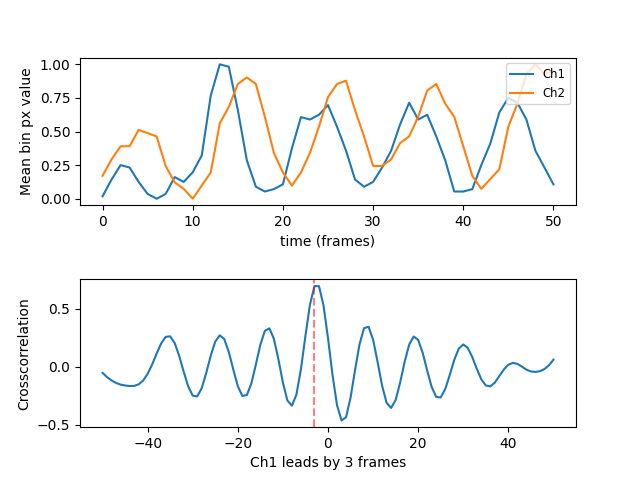 1.00
0.75
0.50
0.25
0.00
Mean bin px value
Ch1
Ch2
0 10 20 30 40 50
time (frames)
0.5
0.0
−0.5
Crosscorrelation
−40 −20 0 20 40
Ch1 leads by 3 frames